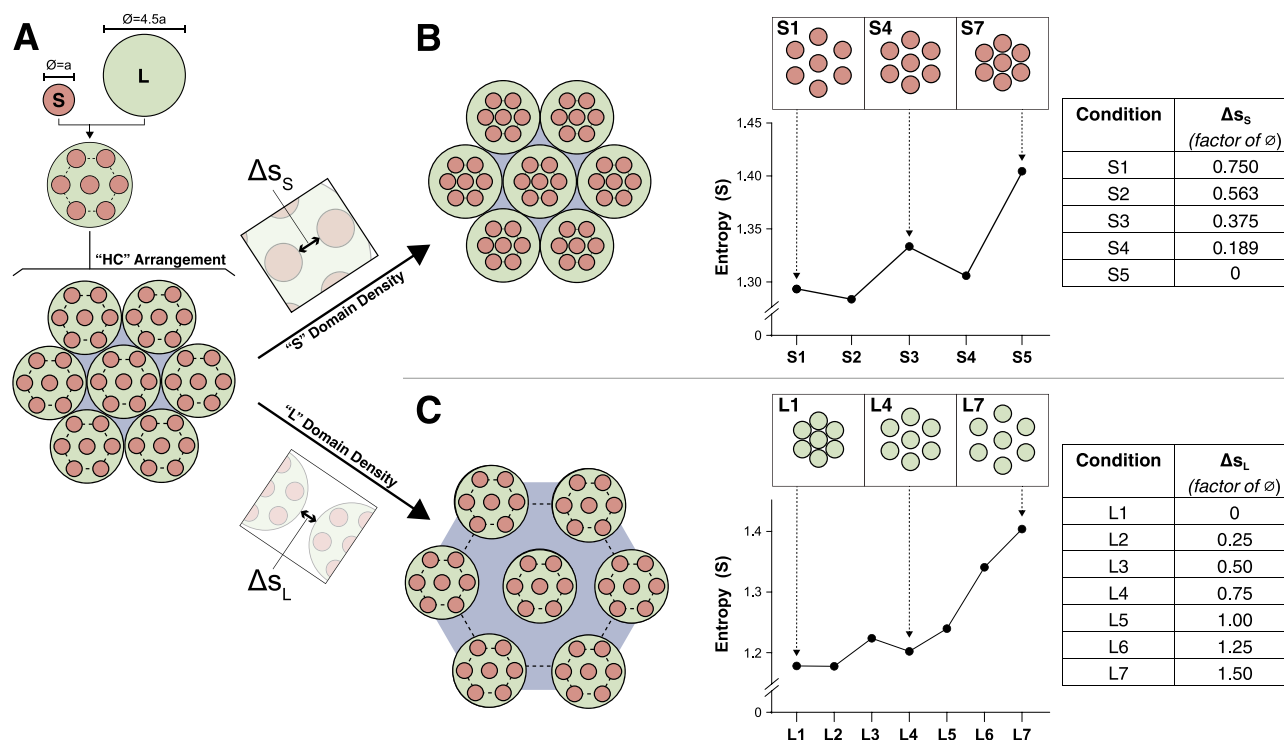 A
Ø=4.5a
L
Ø=a
S
"HC" Arrangement
Δs_S
"S" Domain Density
"L" Domain Density
Δs_L
B
S1
S4
S7
Entropy (S)
1.45
1.40
1.35
1.30
0
S1 S2 S3 S4 S5
Condition Δs_S
(factor of Ø)
S1 0.750
S2 0.563
S3 0.375
S4 0.189
S5 0
C
L1
L4
L7
Entropy (S)
1.4
1.3
1.2
0
L1 L2 L3 L4 L5 L6 L7
Condition Δs_L
(factor of Ø)
L1 0
L2 0.25
L3 0.50
L4 0.75
L5 1.00
L6 1.25
L7 1.50